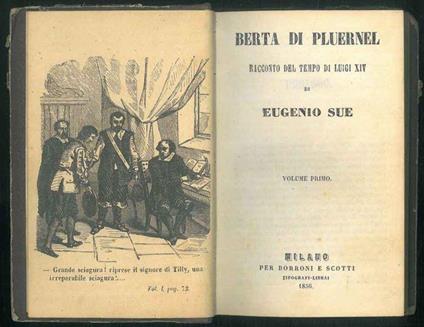 — Grande sciagura! riprese il signore di Tilly, una
irreparabile sciagura!....
Vol. I, pag. 73.
BERTA DI PLUERNEL
RACCONTO DEL TEMPO DI LUIGI XIV
DI
EUGENIO SUE
VOLUME PRIMO.
MILANO
PER BORRONI E SCOTTI
TIPOGRAFI-LIBRAI
1856.